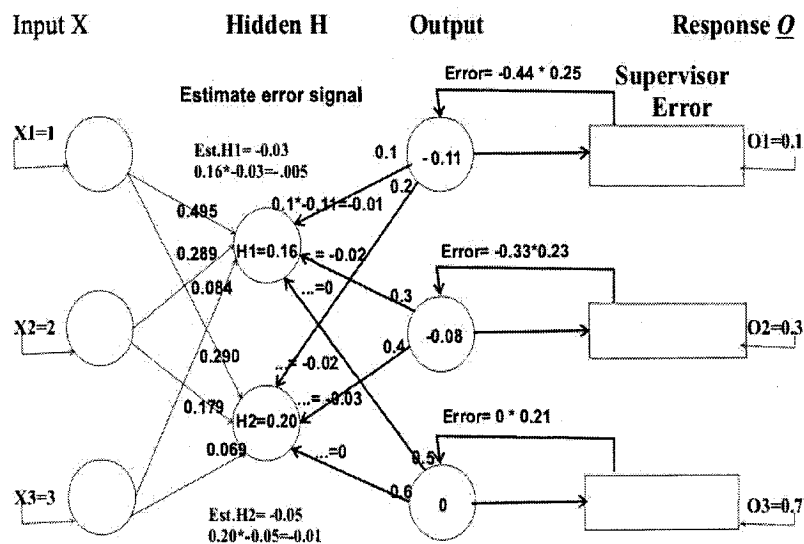 Input X
Hidden H
Output
Response O
Error= -0.44 * 0.25
Supervisor
Error
Estimate error signal
X1=1
Est.H1= -0.03
0.16*-0.03=-.005
0.1
-0.11
O1=0.1
0.2
0.1*-0.11=-0.01
0.495
Error= -0.33*0.23
H1=0.16
= -0.02
0.289
...=0
0.084
0.3
X2=2
-0.08
O2=0.3
0.290
0.4
...= -0.02
0.179
...= -0.03
H2=0.20
Error= 0 * 0.21
0.069
...=0
0.5
0.6
0
X3=3
O3=0.7
Est.H2= -0.05
0.20*-0.05=-0.01